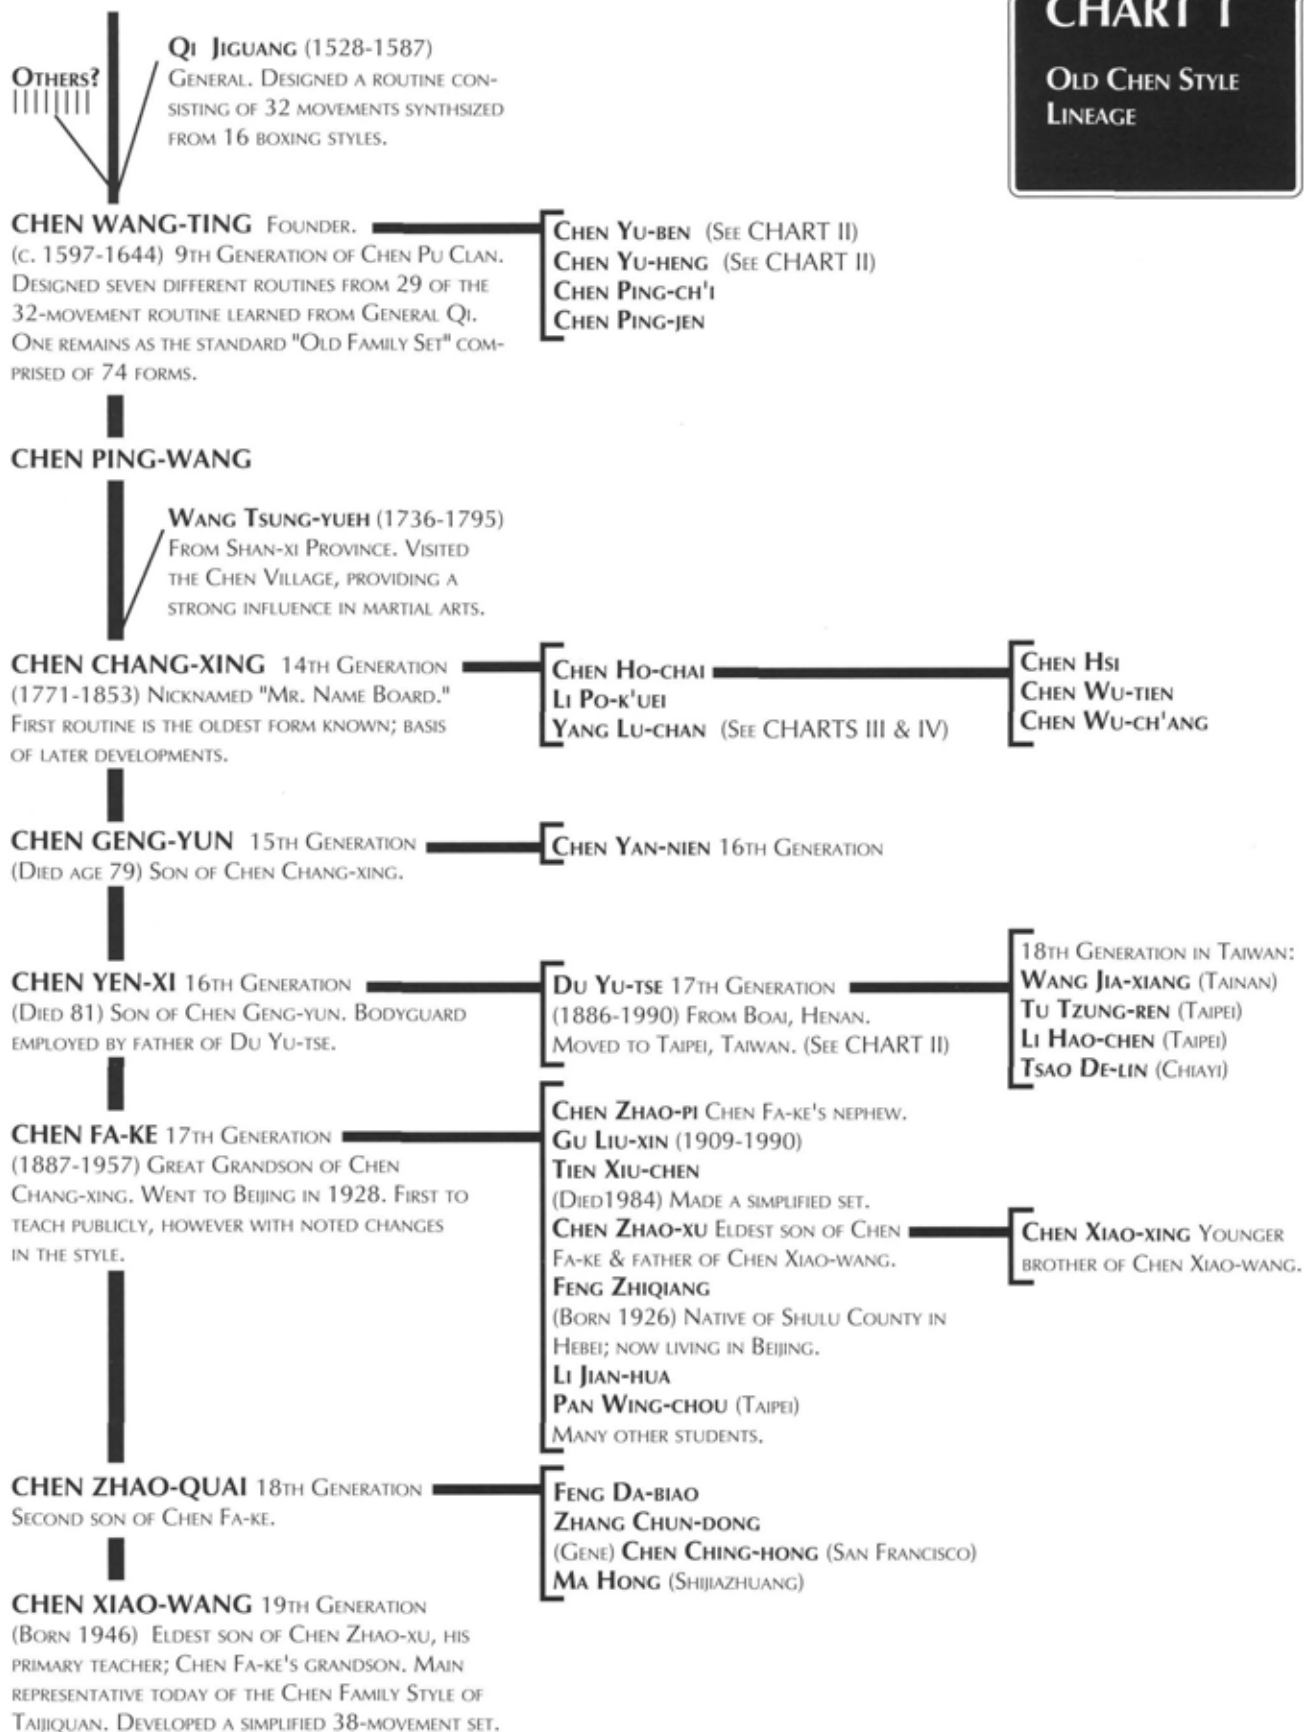 CHART I
OLD CHEN STYLE
LINEAGE
QI JIGUANG (1528-1587)
GENERAL. DESIGNED A ROUTINE CON-
SISTING OF 32 MOVEMENTS SYNTHSIZED
FROM 16 BOXING STYLES.
OTHERS?
CHEN WANG-TING FOUNDER.
(C. 1597-1644) 9TH GENERATION OF CHEN PU CLAN.
DESIGNED SEVEN DIFFERENT ROUTINES FROM 29 OF THE
32-MOVEMENT ROUTINE LEARNED FROM GENERAL QI.
ONE REMAINS AS THE STANDARD "OLD FAMILY SET" COM-
PRISED OF 74 FORMS.
CHEN YU-BEN (SEE CHART II)
CHEN YU-HENG (SEE CHART II)
CHEN PING-CH'I
CHEN PING-JEN
CHEN PING-WANG
WANG TSUNG-YUEH (1736-1795)
FROM SHAN-XI PROVINCE. VISITED
THE CHEN VILLAGE, PROVIDING A
STRONG INFLUENCE IN MARTIAL ARTS.
CHEN CHANG-XING 14TH GENERATION
(1771-1853) NICKNAMED "MR. NAME BOARD."
FIRST ROUTINE IS THE OLDEST FORM KNOWN; BASIS
OF LATER DEVELOPMENTS.
CHEN HO-CHAI
LI PO-K'UEI
YANG LU-CHAN (SEE CHARTS III & IV)
CHEN HSI
CHEN WU-TIEN
CHEN WU-CH'ANG
CHEN GENG-YUN 15TH GENERATION
(DIED AGE 79) SON OF CHEN CHANG-XING.
CHEN YAN-NIEN 16TH GENERATION
CHEN YEN-XI 16TH GENERATION
(DIED 81) SON OF CHEN GENG-YUN. BODYGUARD
EMPLOYED BY FATHER OF DU YU-TSE.
DU YU-TSE 17TH GENERATION
(1886-1990) FROM BOAI, HENAN.
MOVED TO TAIPEI, TAIWAN. (SEE CHART II)
18TH GENERATION IN TAIWAN:
WANG JIA-XIANG (TAINAN)
TU TZUNG-REN (TAIPEI)
LI HAO-CHEN (TAIPEI)
TSAO DE-LIN (CHIAYI)
CHEN FA-KE 17TH GENERATION
(1887-1957) GREAT GRANDSON OF CHEN
CHANG-XING. WENT TO BEIJING IN 1928. FIRST TO
TEACH PUBLICLY, HOWEVER WITH NOTED CHANGES
IN THE STYLE.
CHEN ZHAO-PI CHEN FA-KE'S NEPHEW.
GU LIU-XIN (1909-1990)
TIEN XIU-CHEN
(DIED1984) MADE A SIMPLIFIED SET.
CHEN ZHAO-XU ELDEST SON OF CHEN
FA-KE & FATHER OF CHEN XIAO-WANG.
FENG ZHIQIANG
(BORN 1926) NATIVE OF SHULU COUNTY IN
HEBEI; NOW LIVING IN BEIJING.
LI JIAN-HUA
PAN WING-CHOU (TAIPEI)
MANY OTHER STUDENTS.
CHEN XIAO-XING YOUNGER
BROTHER OF CHEN XIAO-WANG.
CHEN ZHAO-QUAI 18TH GENERATION
SECOND SON OF CHEN FA-KE.
FENG DA-BIAO
ZHANG CHUN-DONG
(GENE) CHEN CHING-HONG (SAN FRANCISCO)
MA HONG (SHIJIAZHUANG)
CHEN XIAO-WANG 19TH GENERATION
(BORN 1946) ELDEST SON OF CHEN ZHAO-XU, HIS
PRIMARY TEACHER; CHEN FA-KE'S GRANDSON. MAIN
REPRESENTATIVE TODAY OF THE CHEN FAMILY STYLE OF
TAIJIQUAN. DEVELOPED A SIMPLIFIED 38-MOVEMENT SET.